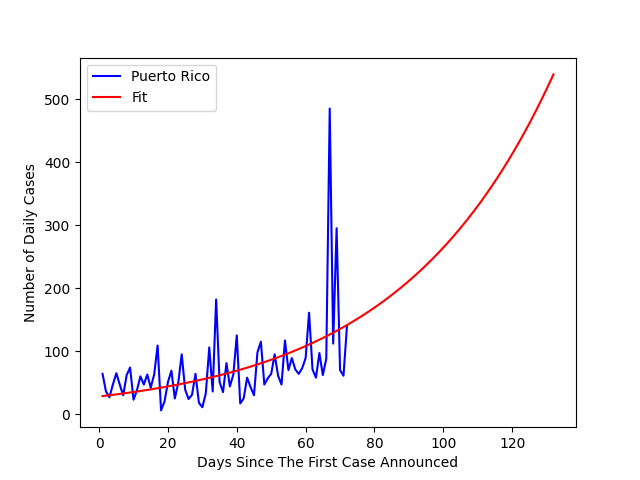 Puerto Rico
Fit
500
400
300
200
100
0
Number of Daily Cases
0 20 40 60 80 100 120
Days Since The First Case Announced